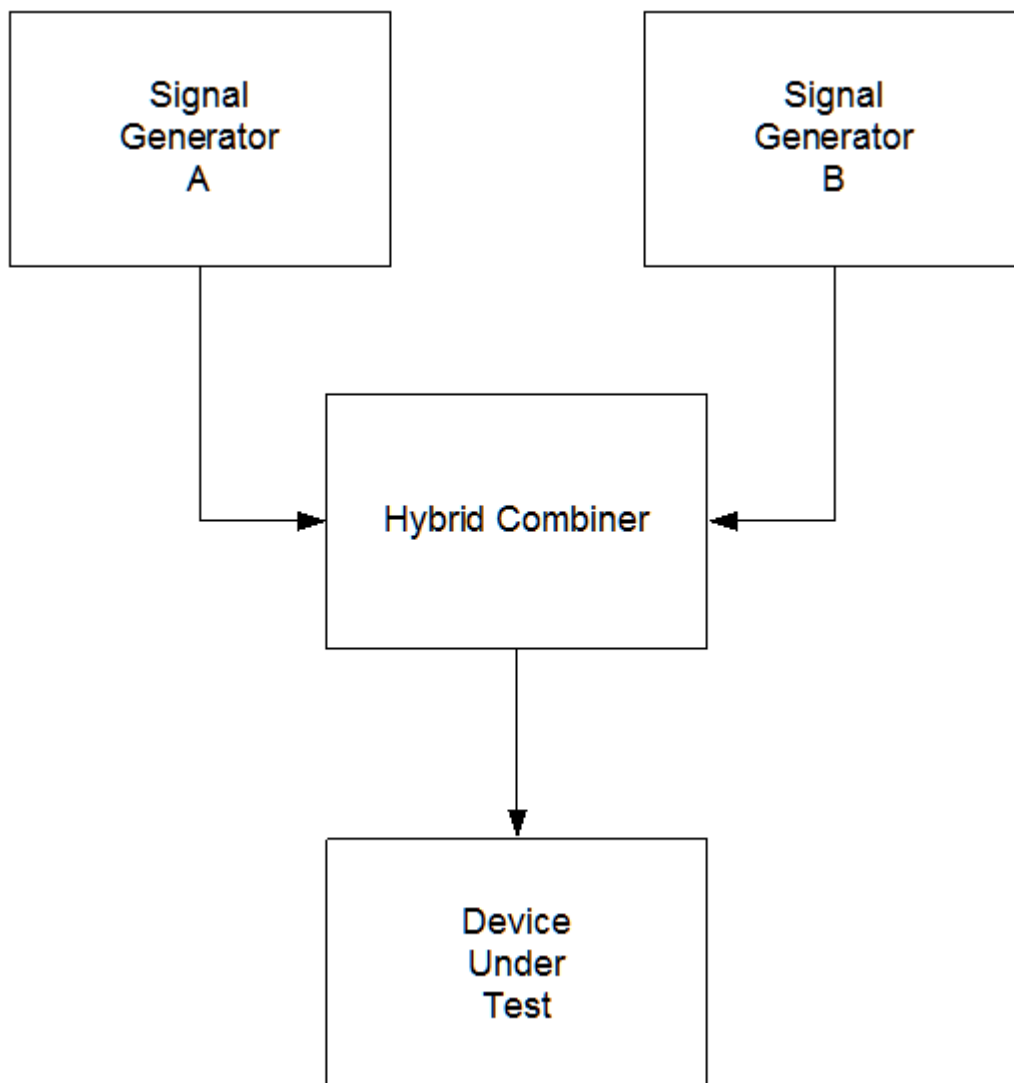 Signal
Generator
A
Signal
Generator
B
Hybrid Combiner
Device
Under
Test